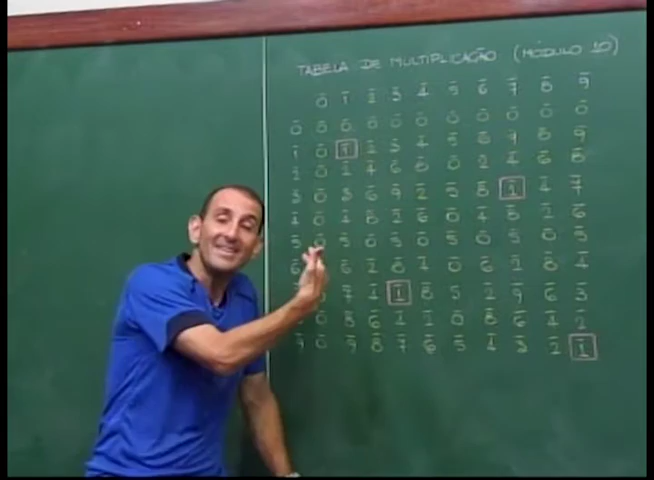 TABELA DE MULTIPLICAÇÃO (MÓDULO 10)
0̄ 1̄ 2̄ 3̄ 4̄ 5̄ 6̄ 7̄ 8̄ 9̄
0̄ 0̄ 0̄ 0̄ 0̄ 0̄ 0̄ 0̄ 0̄ 0̄ 0̄
1̄ 0̄ 1̄ 2̄ 3̄ 4̄ 5̄ 6̄ 7̄ 8̄ 9̄
2̄ 0̄ 2̄ 4̄ 6̄ 8̄ 0̄ 2̄ 4̄ 6̄ 8̄
3̄ 0̄ 3̄ 6̄ 9̄ 2̄ 5̄ 8̄ 1̄ 4̄ 7̄
4̄ 0̄ 4̄ 8̄ 2̄ 6̄ 0̄ 4̄ 8̄ 2̄ 6̄
5̄ 0̄ 5̄ 0̄ 5̄ 0̄ 5̄ 0̄ 5̄ 0̄ 5̄
6̄ 6̄ 2̄ 8̄ 4̄ 0̄ 6̄ 2̄ 8̄ 4̄
7̄ 4̄ 1̄ 8̄ 5̄ 2̄ 9̄ 6̄ 3̄
0̄ 8̄ 6̄ 4̄ 2̄ 0̄ 8̄ 6̄ 4̄ 2̄
9̄ 0̄ 9̄ 8̄ 7̄ 6̄ 5̄ 4̄ 3̄ 2̄ 1̄